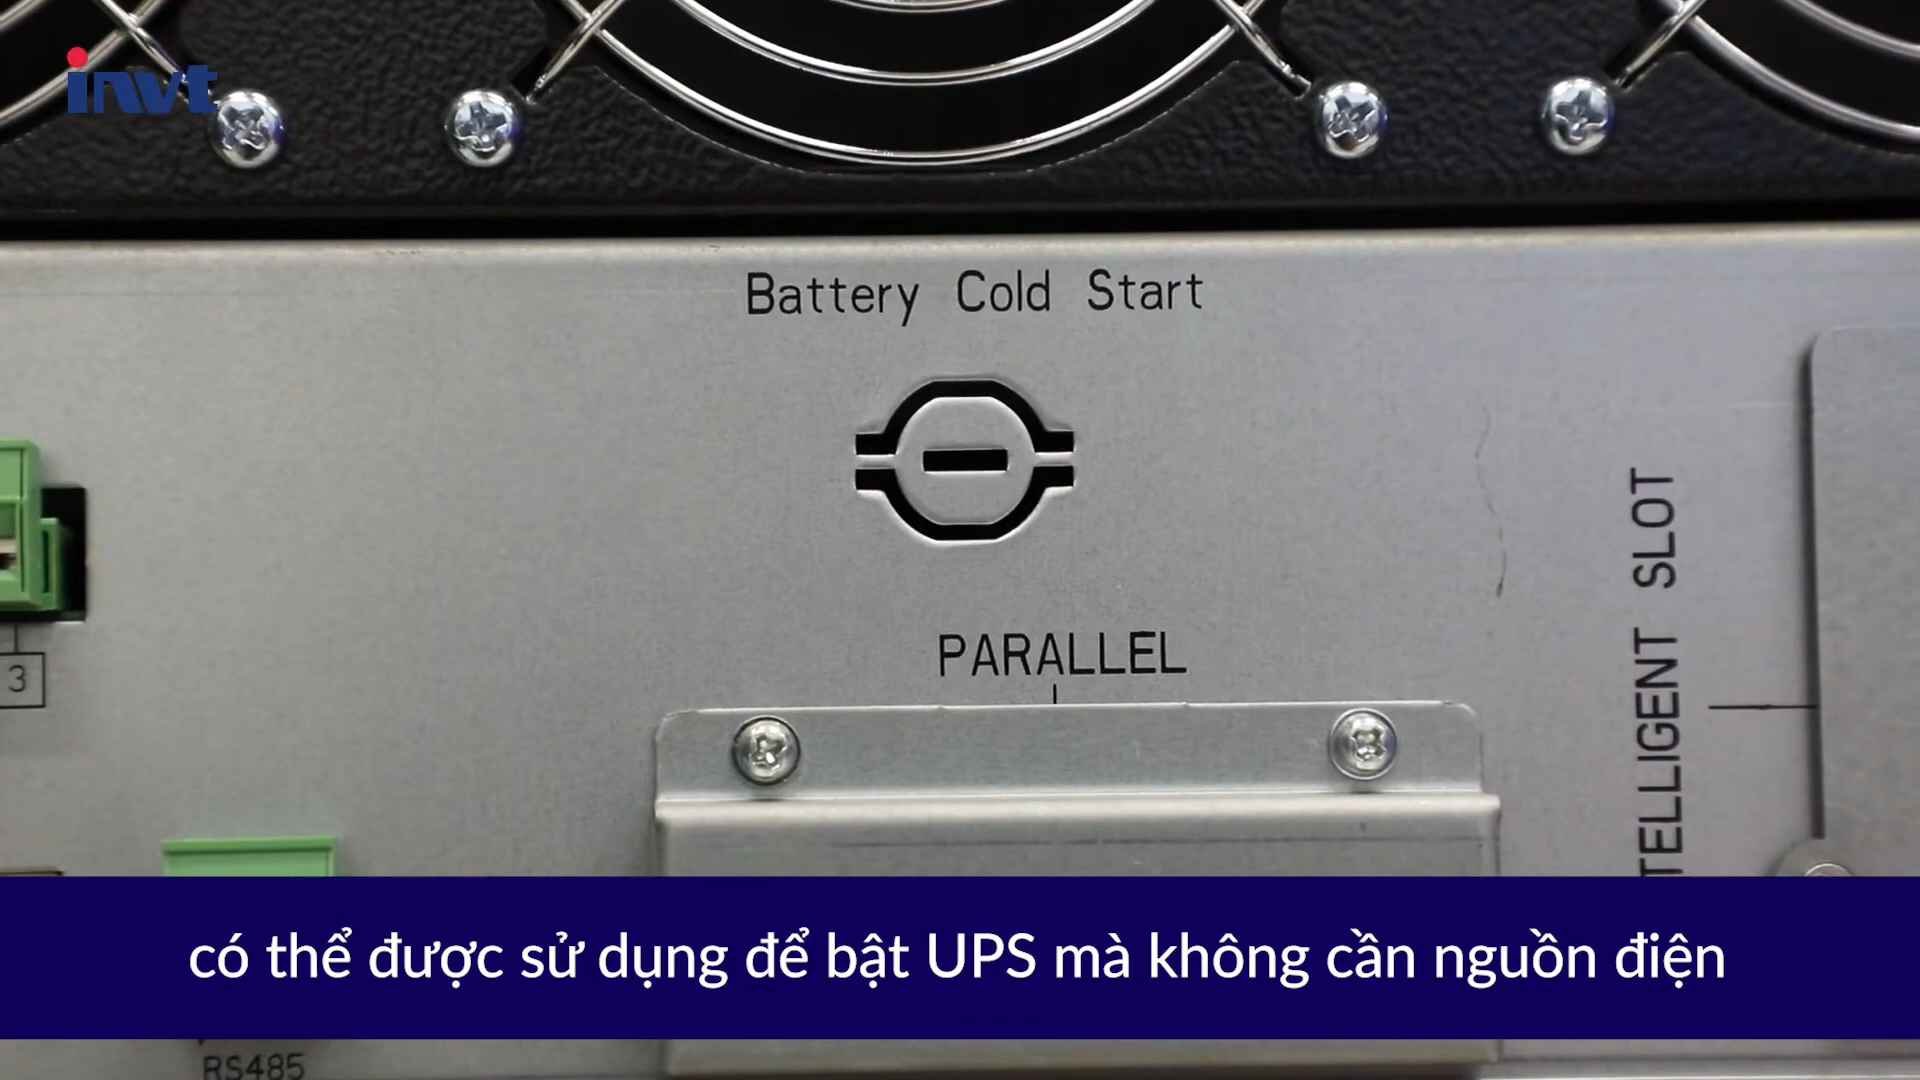 invt
Battery Cold Start
PARALLEL
TELLIGENT SLOT
3
có thể được sử dụng để bật UPS mà không cần nguồn điện
RS485